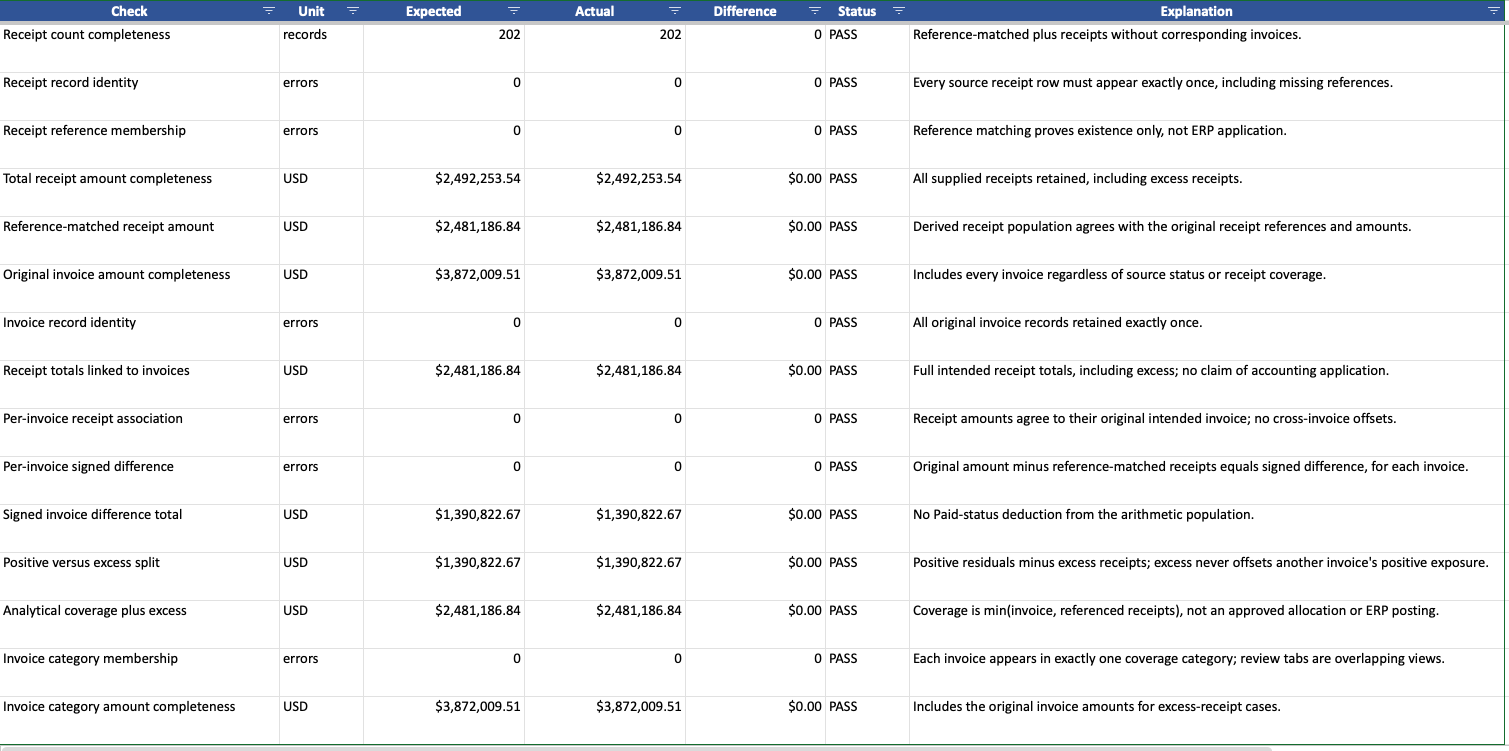 Check Unit Expected Actual Difference Status Explanation
Receipt count completeness records 202 202 0 PASS Reference-matched plus receipts without corresponding invoices.
Receipt record identity errors 0 0 0 PASS Every source receipt row must appear exactly once, including missing references.
Receipt reference membership errors 0 0 0 PASS Reference matching proves existence only, not ERP application.
Total receipt amount completeness USD $2,492,253.54 $2,492,253.54 $0.00 PASS All supplied receipts retained, including excess receipts.
Reference-matched receipt amount USD $2,481,186.84 $2,481,186.84 $0.00 PASS Derived receipt population agrees with the original receipt references and amounts.
Original invoice amount completeness USD $3,872,009.51 $3,872,009.51 $0.00 PASS Includes every invoice regardless of source status or receipt coverage.
Invoice record identity errors 0 0 0 PASS All original invoice records retained exactly once.
Receipt totals linked to invoices USD $2,481,186.84 $2,481,186.84 $0.00 PASS Full intended receipt totals, including excess; no claim of accounting application.
Per-invoice receipt association errors 0 0 0 PASS Receipt amounts agree to their original intended invoice; no cross-invoice offsets.
Per-invoice signed difference errors 0 0 0 PASS Original amount minus reference-matched receipts equals signed difference, for each invoice.
Signed invoice difference total USD $1,390,822.67 $1,390,822.67 $0.00 PASS No Paid-status deduction from the arithmetic population.
Positive versus excess split USD $1,390,822.67 $1,390,822.67 $0.00 PASS Positive residuals minus excess receipts; excess never offsets another invoice's positive exposure.
Analytical coverage plus excess USD $2,481,186.84 $2,481,186.84 $0.00 PASS Coverage is min(invoice, referenced receipts), not an approved allocation or ERP posting.
Invoice category membership errors 0 0 0 PASS Each invoice appears in exactly one coverage category; review tabs are overlapping views.
Invoice category amount completeness USD $3,872,009.51 $3,872,009.51 $0.00 PASS Includes the original invoice amounts for excess-receipt cases.